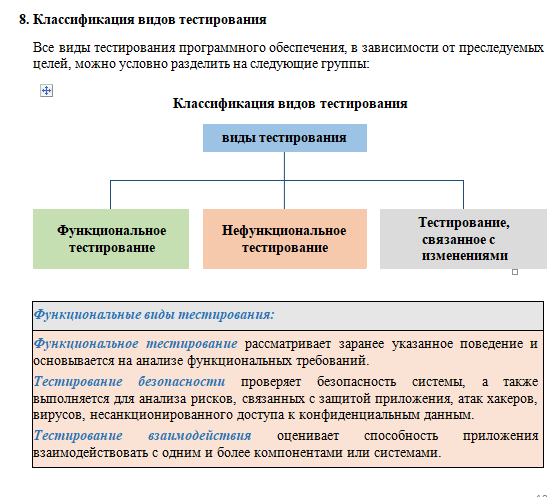 8. Классификация видов тестирования
Все виды тестирования программного обеспечения, в зависимости от преследуемых
целей, можно условно разделить на следующие группы:
Классификация видов тестирования
виды тестирования
Функциональное
тестирование
Нефункциональное
тестирование
Тестирование,
связанное с
изменениями
Функциональные виды тестирования:
Функциональное тестирование рассматривает заранее указанное поведение и
основывается на анализе функциональных требований.
Тестирование безопасности проверяет безопасность системы, а также
выполняется для анализа рисков, связанных с защитой приложения, атак хакеров,
вирусов, несанкционированного доступа к конфиденциальным данным.
Тестирование взаимодействия оценивает способность приложения
взаимодействовать с одним и более компонентами или системами.